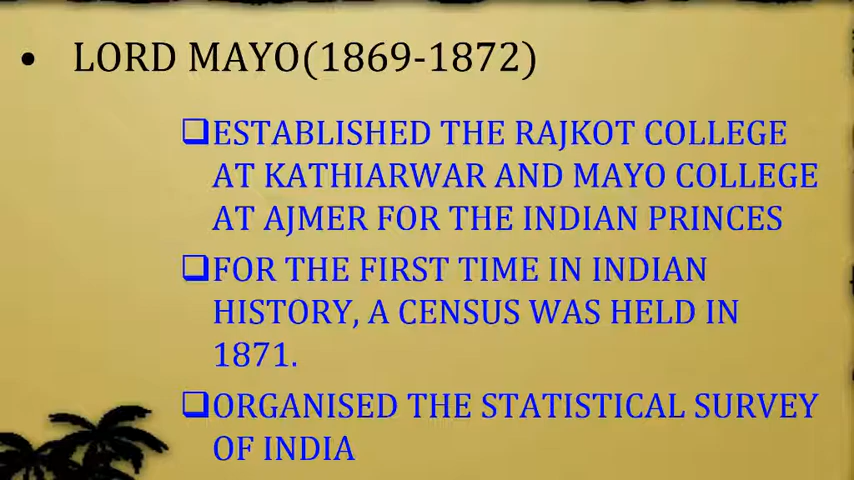 • LORD MAYO(1869-1872)
❑ESTABLISHED THE RAJKOT COLLEGE
AT KATHIARWAR AND MAYO COLLEGE
AT AJMER FOR THE INDIAN PRINCES
❑FOR THE FIRST TIME IN INDIAN
HISTORY, A CENSUS WAS HELD IN
1871.
❑ORGANISED THE STATISTICAL SURVEY
OF INDIA